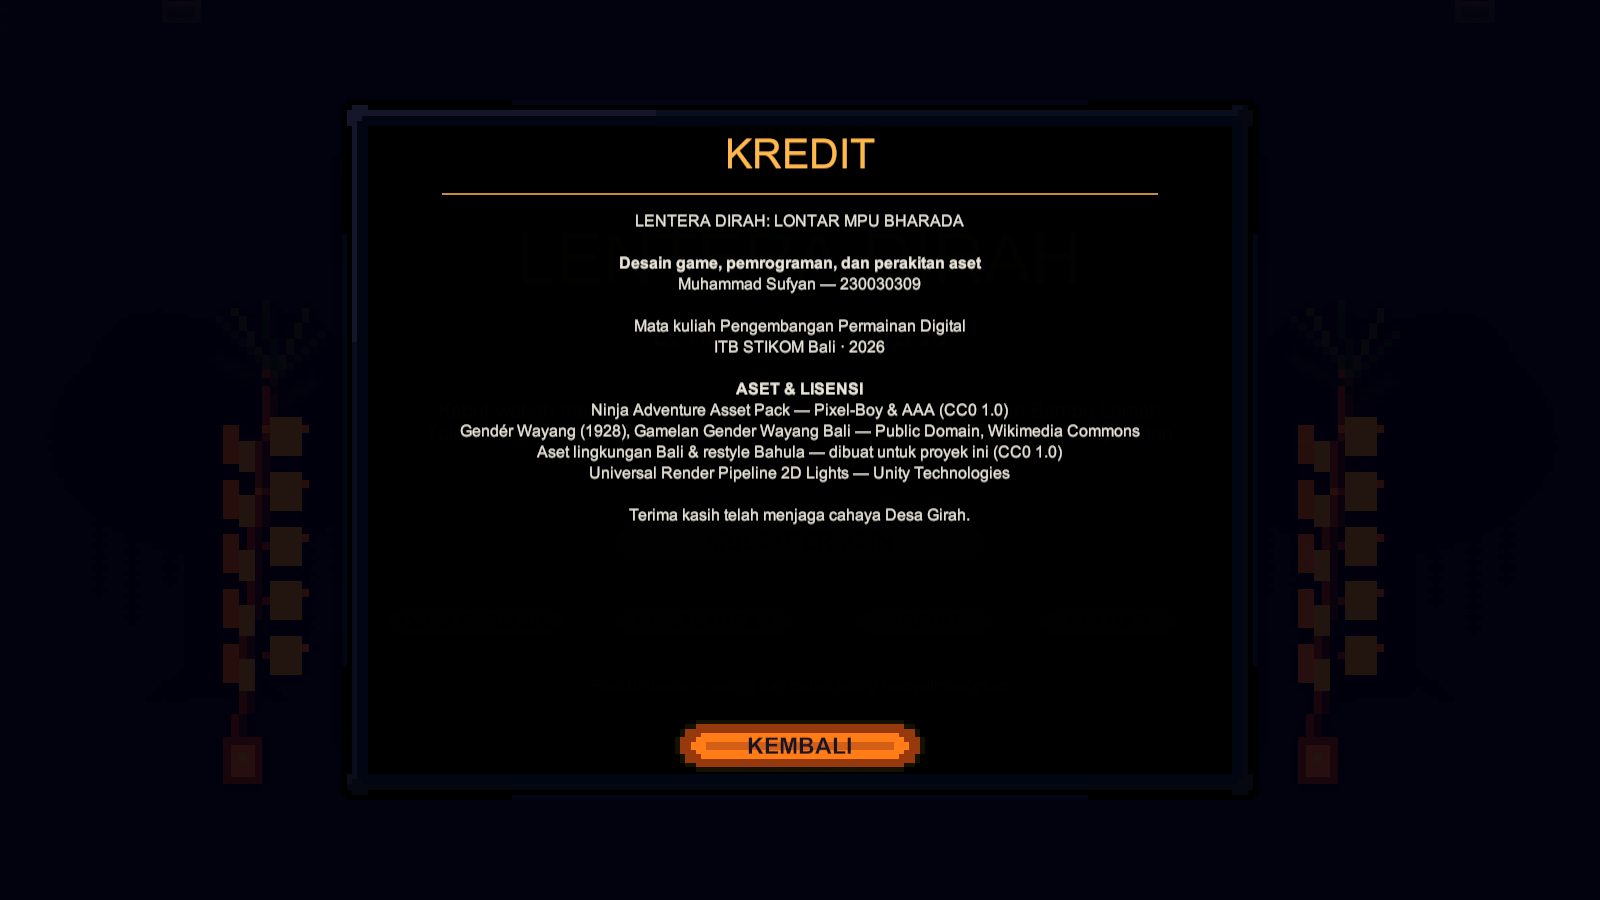 KREDIT
LENTERA DIRAH: LONTAR MPU BHARADA
LENTERA DIRAH
Desain game, pemrograman, dan perakitan aset
Muhammad Sufyan — 230030309
Mata kuliah Pengembangan Permainan Digital
ITB STIKOM Bali · 2026
ASET & LISENSI
Ninja Adventure Asset Pack — Pixel-Boy & AAA (CC0 1.0)
Gendér Wayang (1928), Gamelan Gender Wayang Bali — Public Domain, Wikimedia Commons
Aset lingkungan Bali & restyle Bahula — dibuat untuk proyek ini (CC0 1.0)
Universal Render Pipeline 2D Lights — Unity Technologies
Terima kasih telah menjaga cahaya Desa Girah.
KEMBALI